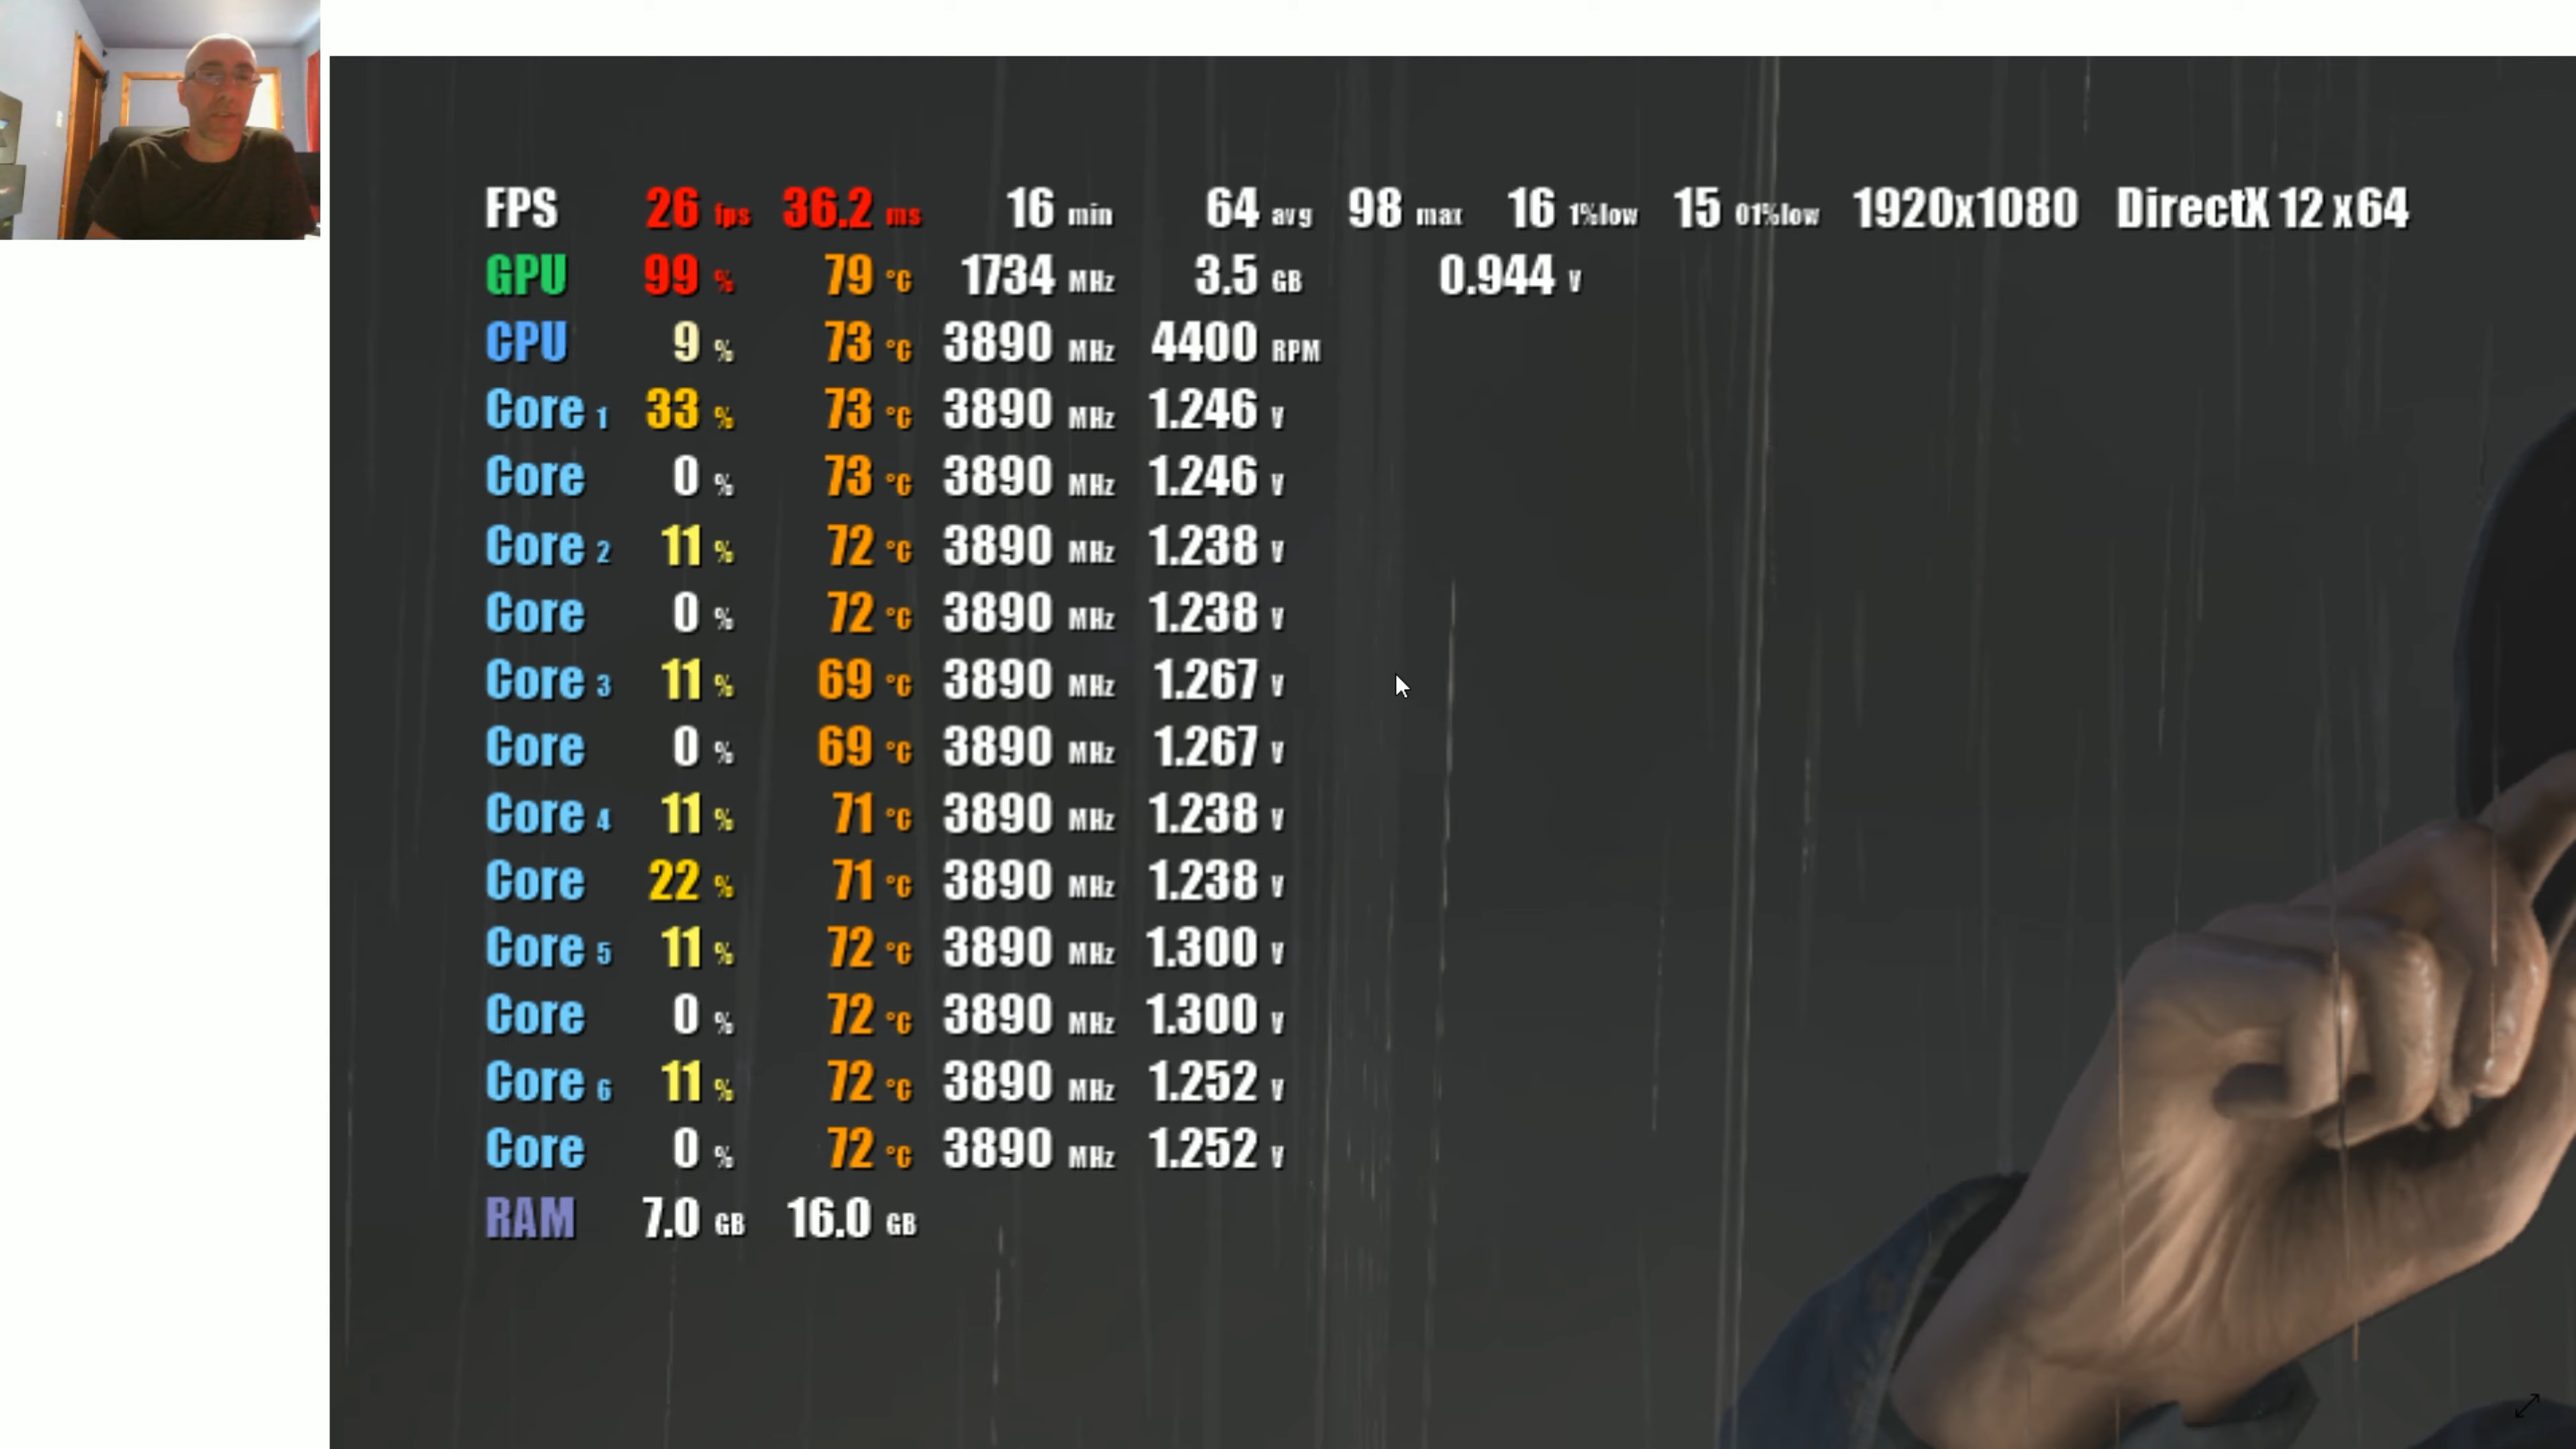 FPS 26 fps 36.2 ms 16 min 64 avg 98 max 16 1%low 15 01%low 1920x1080 DirectX 12 x64
GPU 99 % 79 °C 1734 MHz 3.5 GB 0.944 V
CPU 9 % 73 °C 3890 MHz 4400 RPM
Core 1 33 % 73 °C 3890 MHz 1.246 V
Core 0 % 73 °C 3890 MHz 1.246 V
Core 2 11 % 72 °C 3890 MHz 1.238 V
Core 0 % 72 °C 3890 MHz 1.238 V
Core 3 11 % 69 °C 3890 MHz 1.267 V
Core 0 % 69 °C 3890 MHz 1.267 V
Core 4 11 % 71 °C 3890 MHz 1.238 V
Core 22 % 71 °C 3890 MHz 1.238 V
Core 5 11 % 72 °C 3890 MHz 1.300 V
Core 0 % 72 °C 3890 MHz 1.300 V
Core 6 11 % 72 °C 3890 MHz 1.252 V
Core 0 % 72 °C 3890 MHz 1.252 V
RAM 7.0 GB 16.0 GB